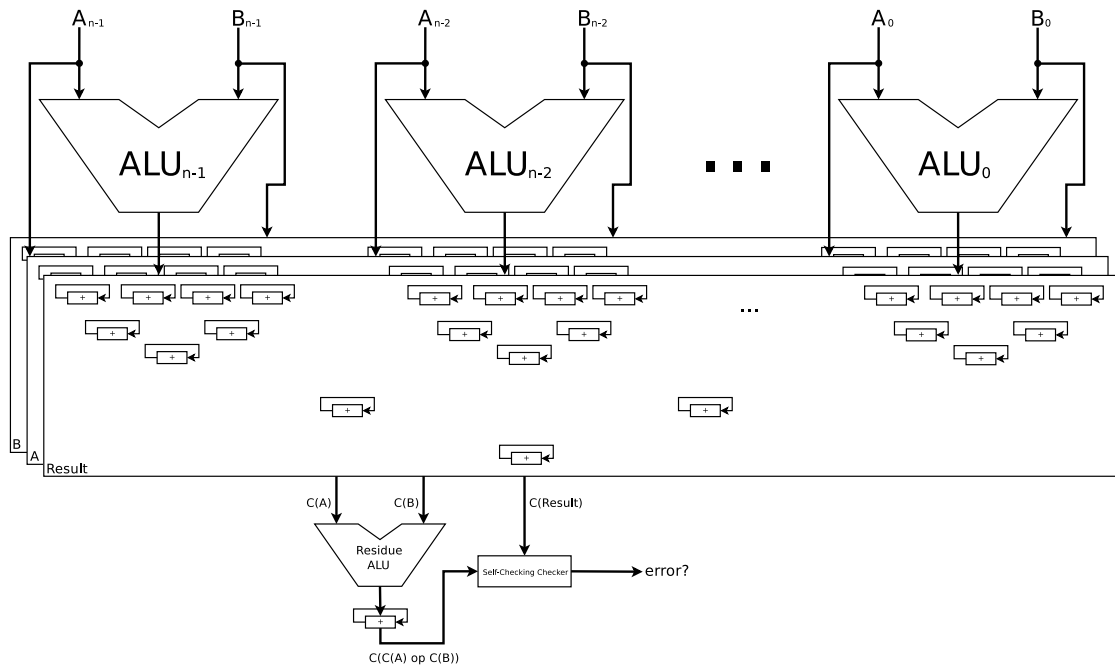 Aₙ₋₁ Bₙ₋₁ Aₙ₋₂ Bₙ₋₂ A₀ B₀
ALUₙ₋₁ ALUₙ₋₂ ... ALU₀
+ + + + + + + + + + + +
...
+ + + + + +
+ + +
+ +
B
A
+
Result
C(A) C(B) C(Result)
Residue
ALU
Self-Checking Checker
error?
+
C(C(A) op C(B))